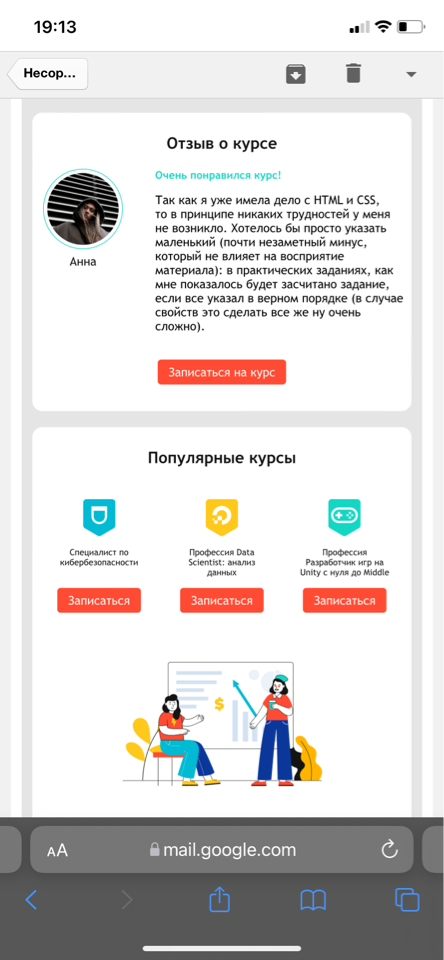 19:13
Несор...
Отзыв о курсе
Очень понравился курс!
Так как я уже имела дело с HTML и CSS,
то в принципе никаких трудностей у меня
не возникло. Хотелось бы просто указать
маленький (почти незаметный минус,
который не влияет на восприятие
материала): в практических заданиях, как
мне показалось будет засчитано задание,
если все указал в верном порядке (в случае
свойств это сделать все же ну очень
сложно).
Анна
Записаться на курс
Популярные курсы
Специалист по
кибербезопасности
Записаться
Профессия Data
Scientist: анализ
данных
Записаться
Профессия
Разработчик игр на
Unity с нуля до Middle
Записаться
$
AA
mail.google.com